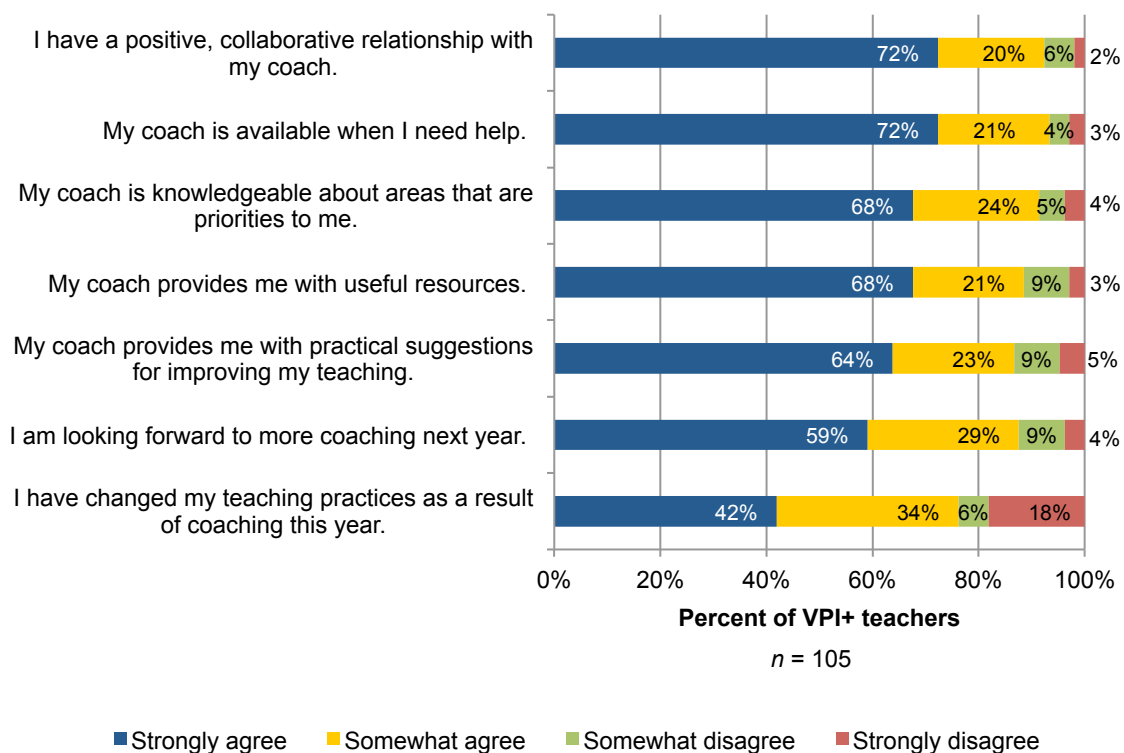 I have a positive, collaborative relationship with
my coach.
72% 20% 6% 2%
My coach is available when I need help.
72% 21% 4% 3%
My coach is knowledgeable about areas that are
priorities to me.
68% 24% 5% 4%
My coach provides me with useful resources.
68% 21% 9% 3%
My coach provides me with practical suggestions
for improving my teaching.
64% 23% 9% 5%
I am looking forward to more coaching next year.
59% 29% 9% 4%
I have changed my teaching practices as a result
of coaching this year.
42% 34% 6% 18%
0% 20% 40% 60% 80% 100%
Percent of VPI+ teachers
n = 105
Strongly agree Somewhat agree Somewhat disagree Strongly disagree